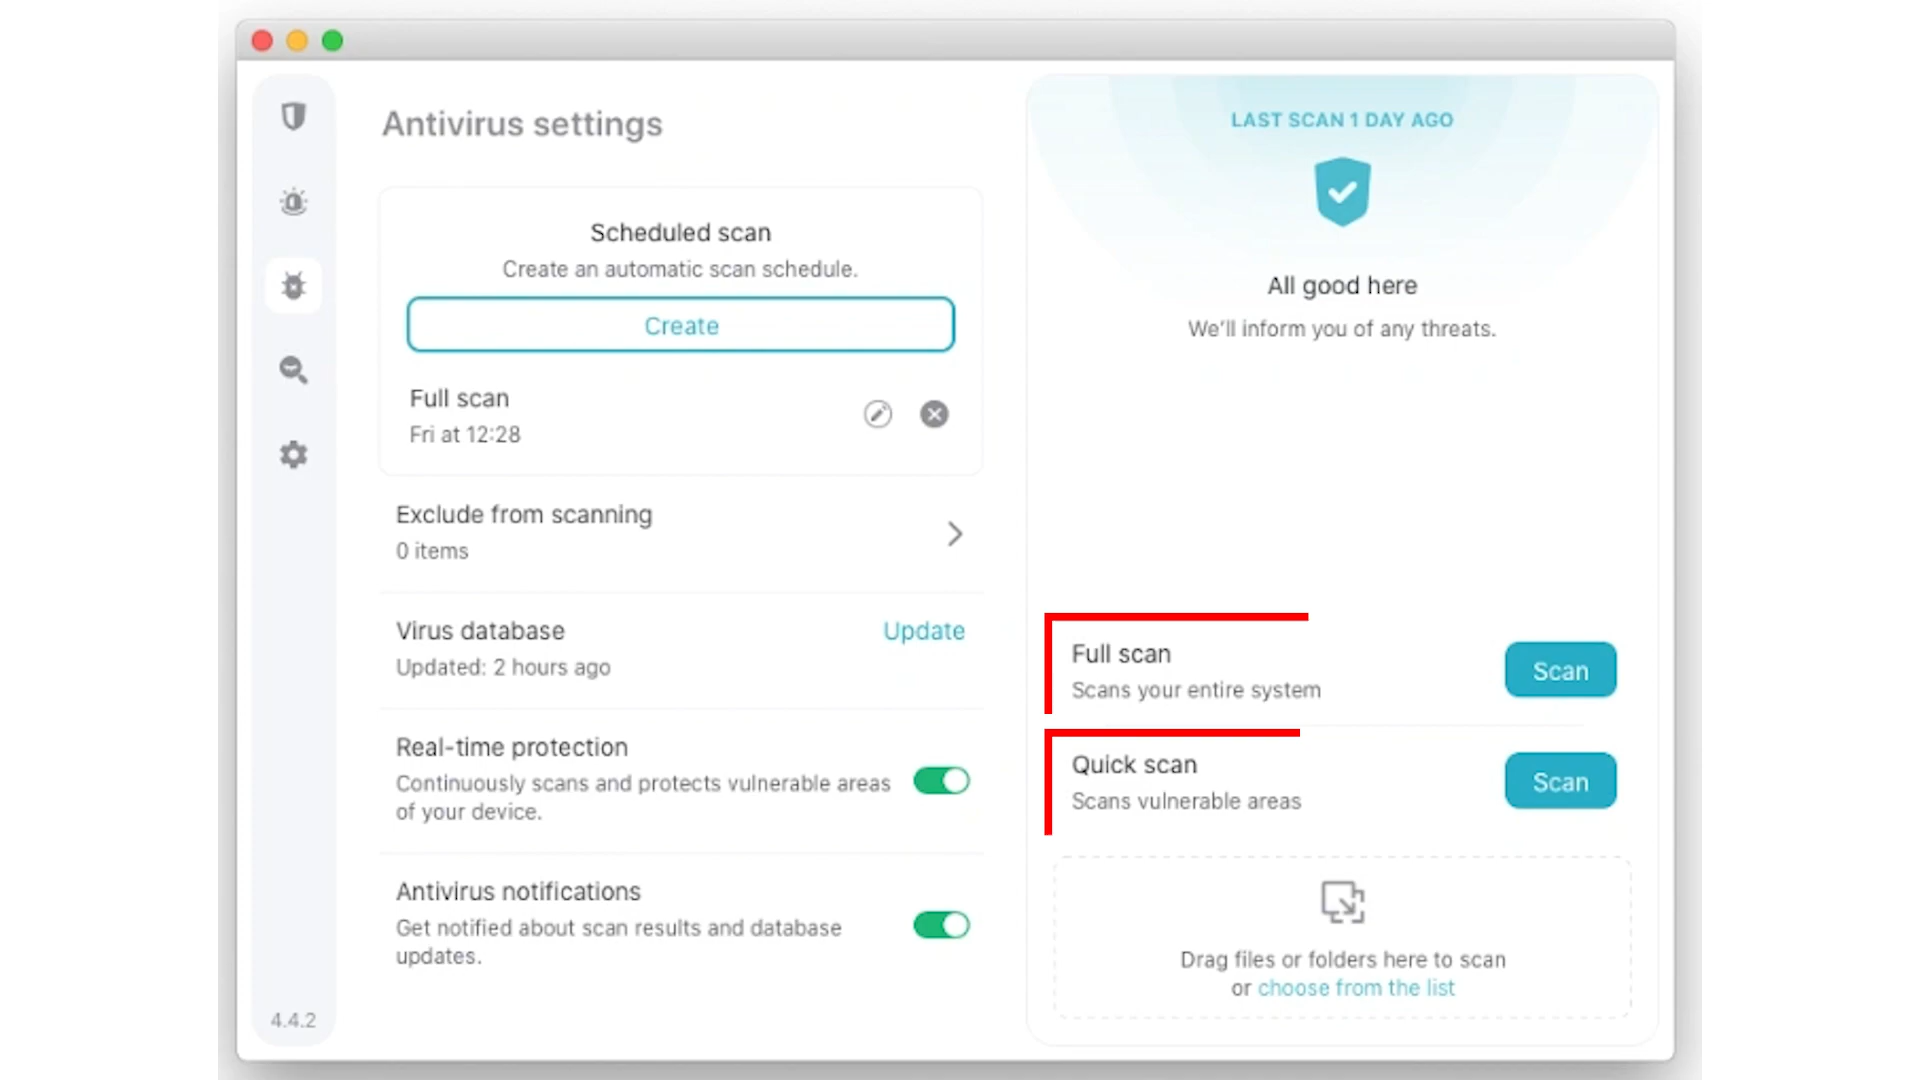 Antivirus settings
Scheduled scan
Create an automatic scan schedule.
Create
Full scan
Fri at 12:28
Exclude from scanning
0 items
Virus database
Update
Updated: 2 hours ago
Real-time protection
Continuously scans and protects vulnerable areas
of your device.
Antivirus notifications
Get notified about scan results and database
updates.
4.4.2
LAST SCAN 1 DAY AGO
All good here
We'll inform you of any threats.
Full scan
Scans your entire system
Scan
Quick scan
Scans vulnerable areas
Scan
Drag files or folders here to scan
or choose from the list